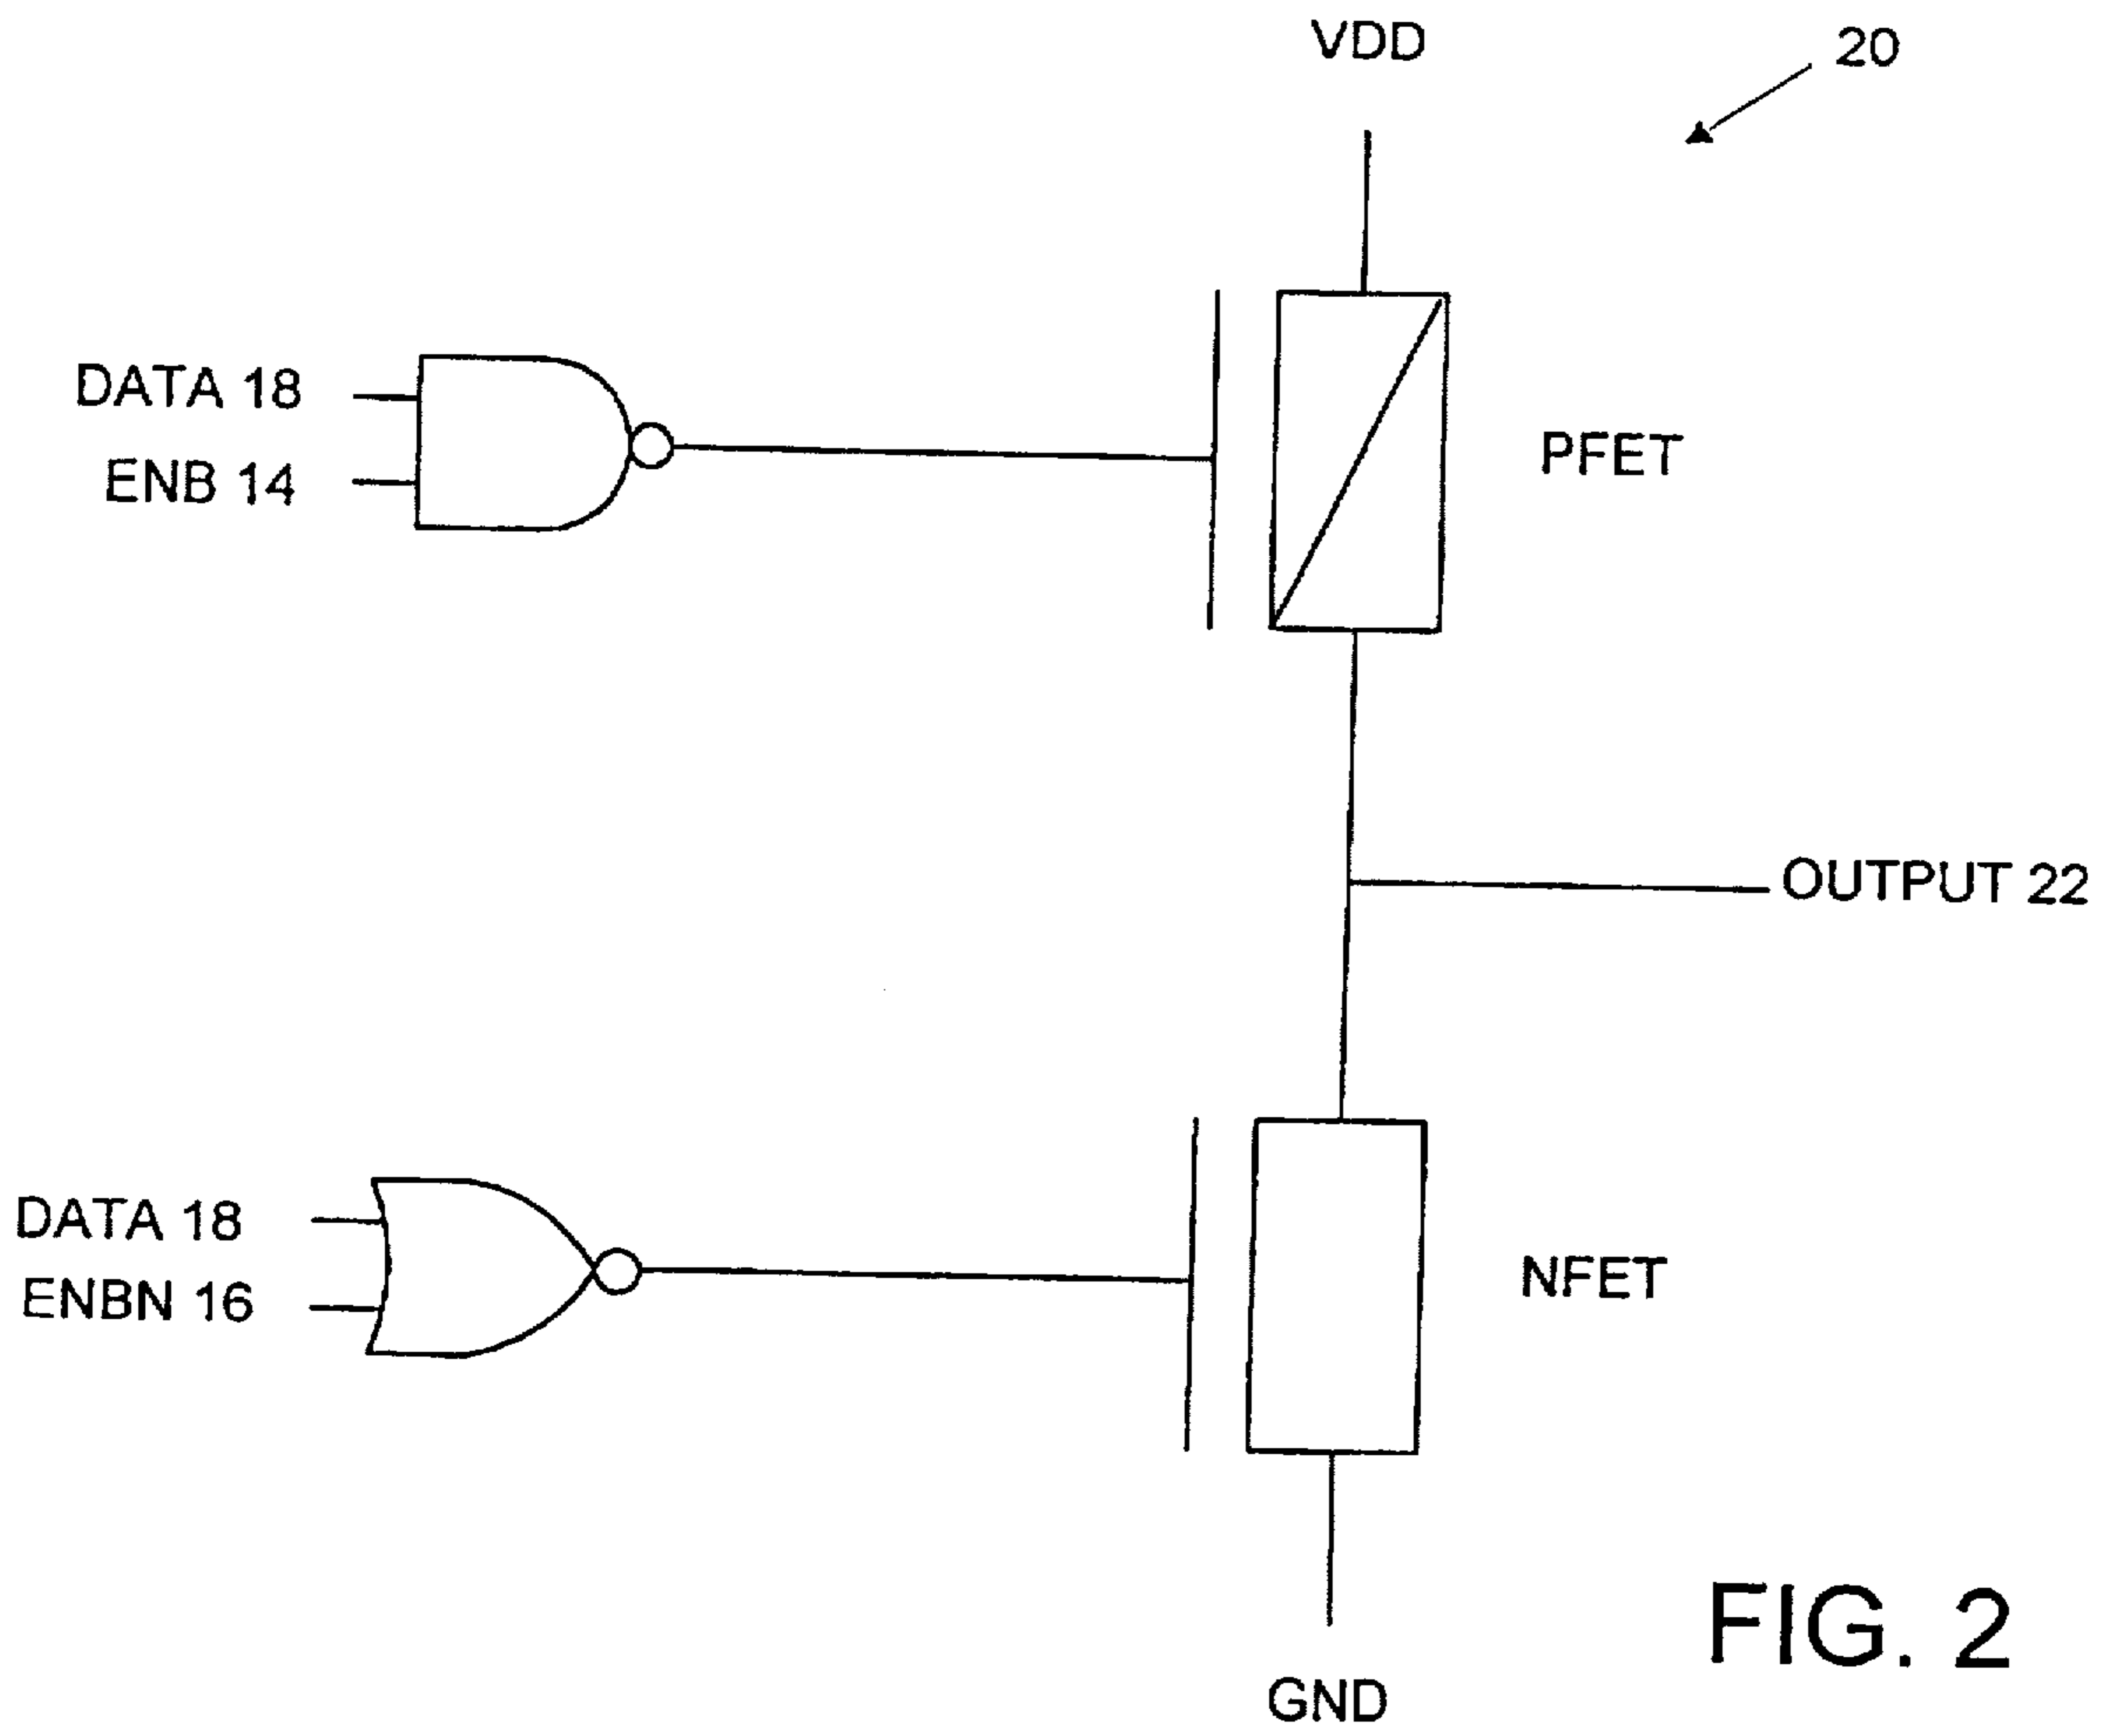 VDD
20
DATA 18
ENB 14
PFET
OUTPUT 22
DATA 18
ENBN 16
NFET
GND
FIG. 2